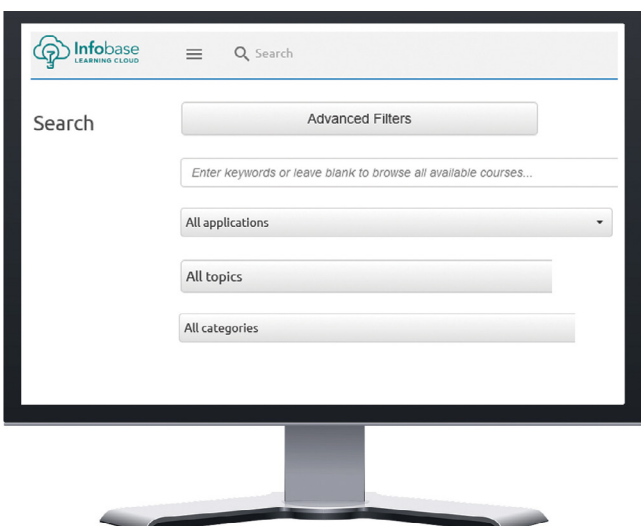 Infobase
LEARNING CLOUD
Search
Search
Advanced Filters
Enter keywords or leave blank to browse all available courses...
All applications
All topics
All categories